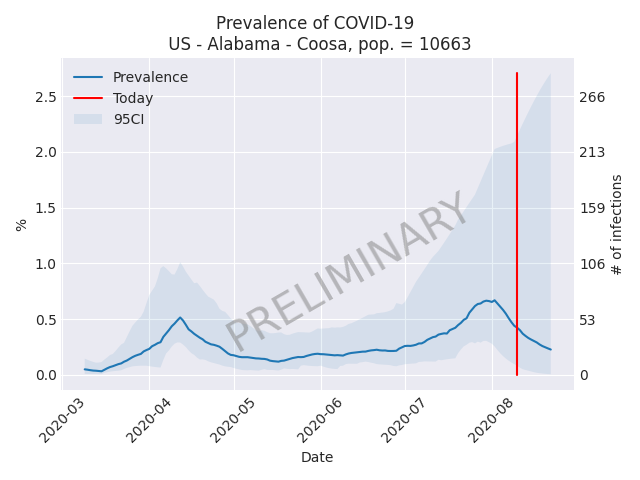 Prevalence of COVID-19
US - Alabama - Coosa, pop. = 10663
Prevalence
Today
95CI
2.5
2.0
1.5
1.0
0.5
0.0
%
266
213
159
106
53
0
# of infections
PRELIMINARY
2020-03
2020-04
2020-05
2020-06
2020-07
2020-08
Date